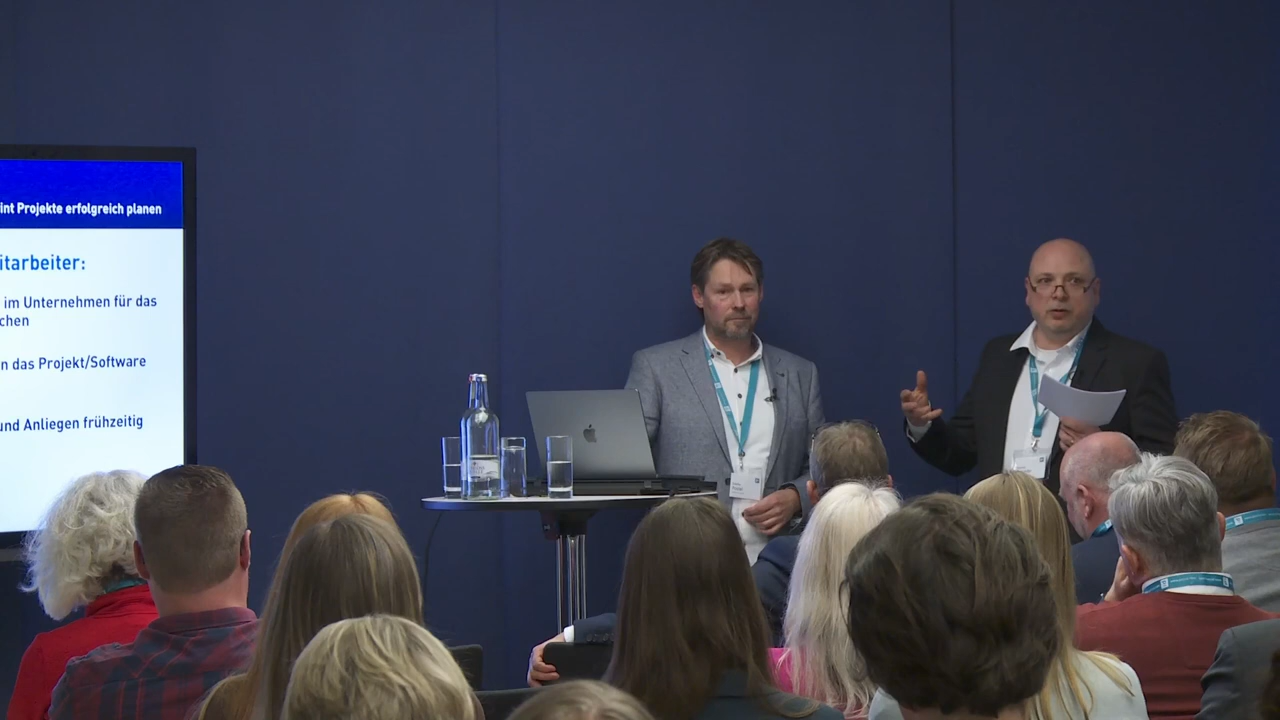 int Projekte erfolgreich planen
itarbeiter:
im Unternehmen für das
chen
n das Projekt/Software
und Anliegen frühzeitig